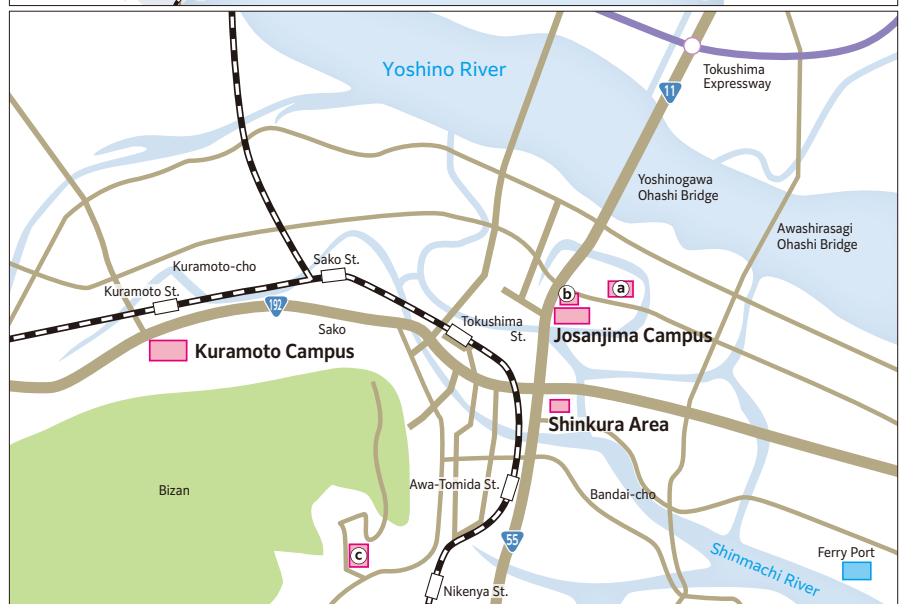 Yoshino River
Tokushima
Expressway
11
Yoshinogawa
Ohashi Bridge
Awashirasagi
Ohashi Bridge
Kuramoto-cho
Sako St.
Kuramoto St.
192
Sako
Tokushima
St.
b
a
Josanjima Campus
Kuramoto Campus
Shinkura Area
Bizan
Awa-Tomida St.
Bandai-cho
55
c
Shinmachi River
Ferry Port
Nikenya St.